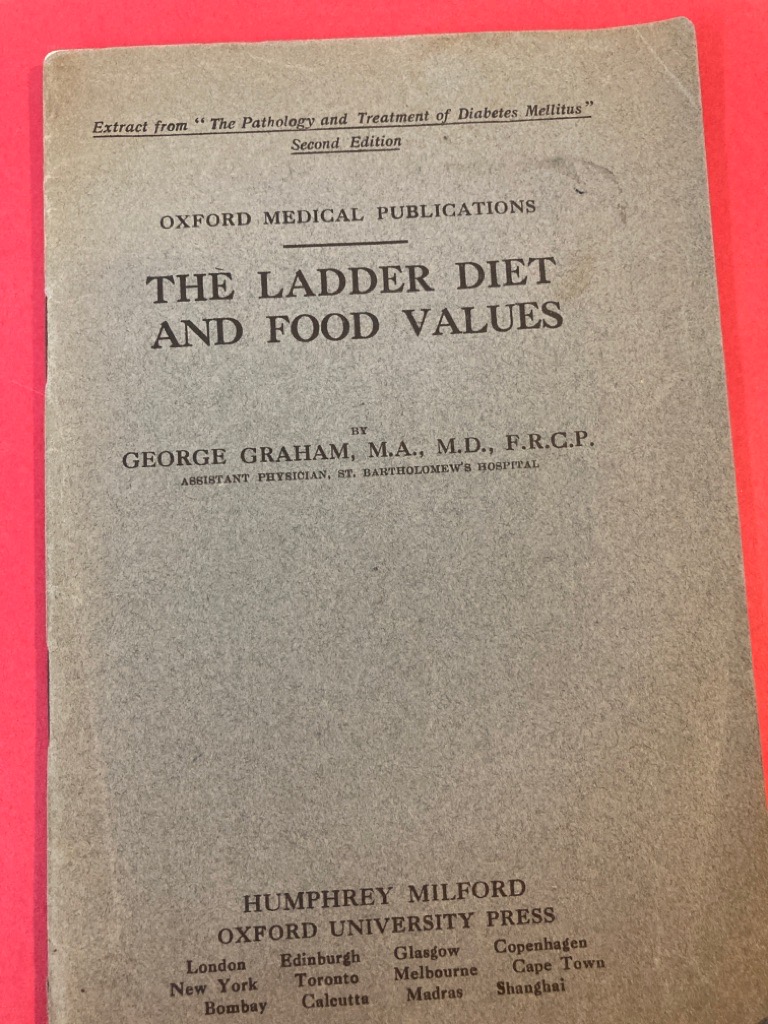 Extract from “ The Pathology and Treatment of Diabetes Mellitus”
Second Edition
OXFORD MEDICAL PUBLICATIONS
THE LADDER DIET
AND FOOD VALUES
BY
GEORGE GRAHAM, M.A., M.D., F.R.C.P.
ASSISTANT PHYSICIAN, ST. BARTHOLOMEW'S HOSPITAL
HUMPHREY MILFORD
OXFORD UNIVERSITY PRESS
London Edinburgh Glasgow Copenhagen
New York Toronto Melbourne Cape Town
Bombay Calcutta Madras Shanghai